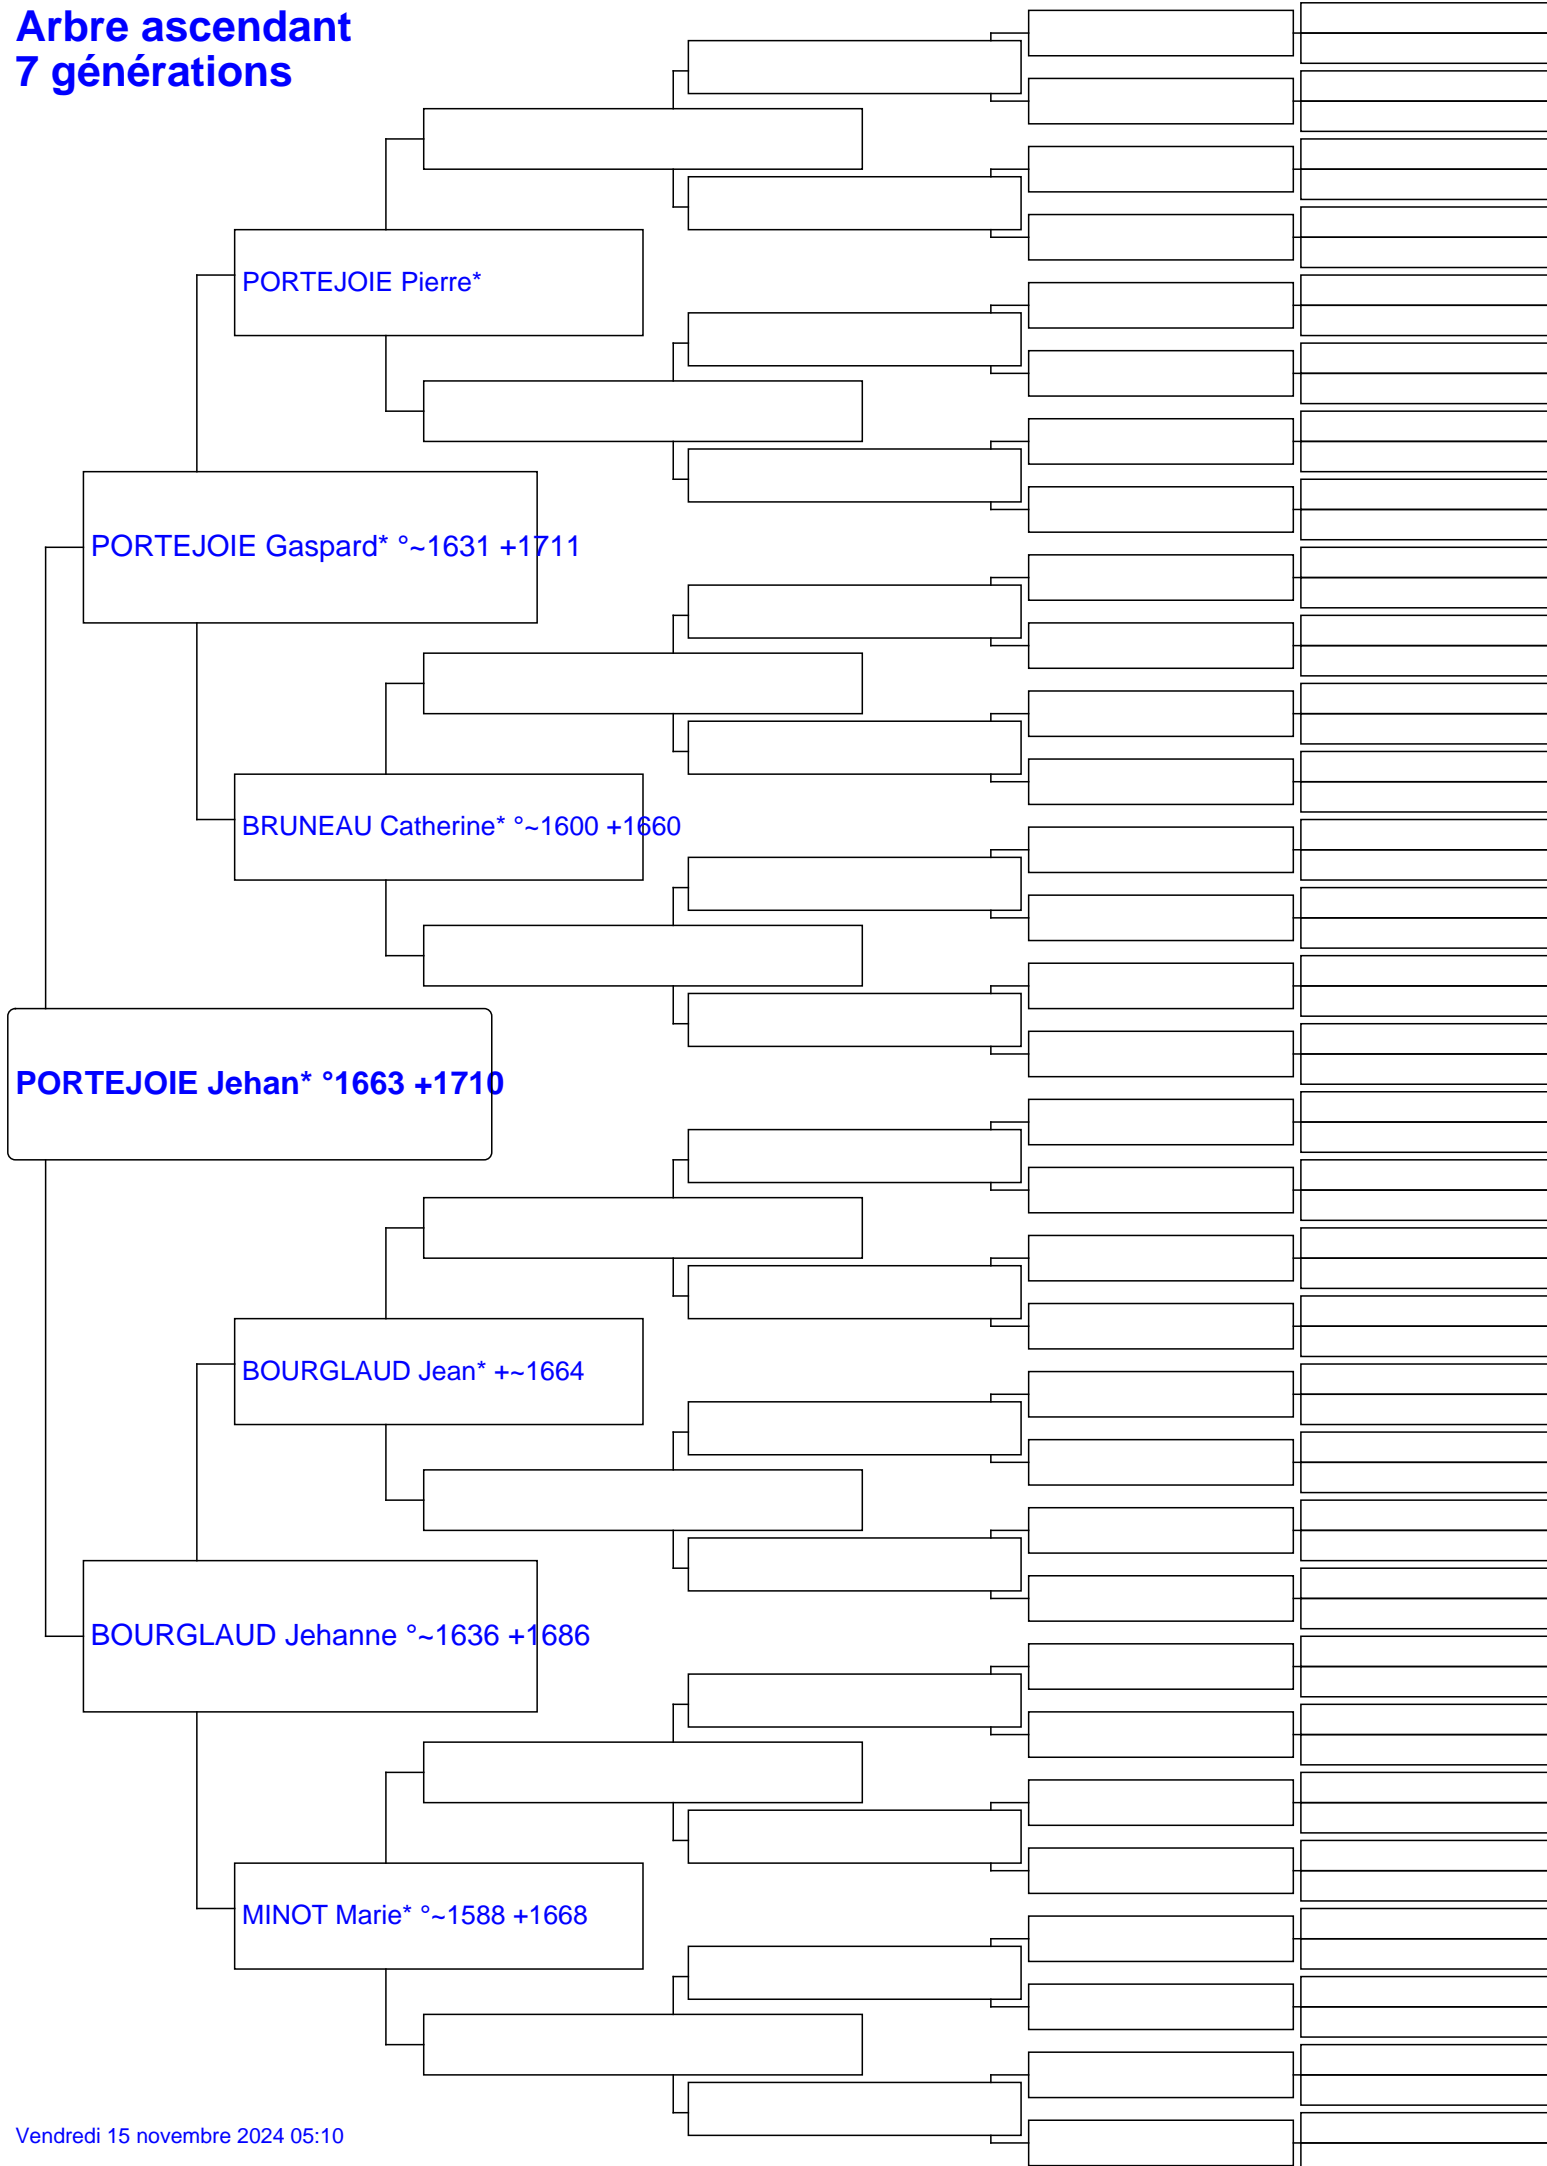 Arbre ascendant
7 générations
PORTEJOIE Pierre*
PORTEJOIE Gaspard* °~1631 +1711
BRUNEAU Catherine* °~1600 +1660
PORTEJOIE Jehan* °1663 +1710
BOURGLAUD Jean* +~1664
BOURGLAUD Jehanne °~1636 +1686
MINOT Marie* °~1588 +1668
Vendredi 15 novembre 2024 05:10